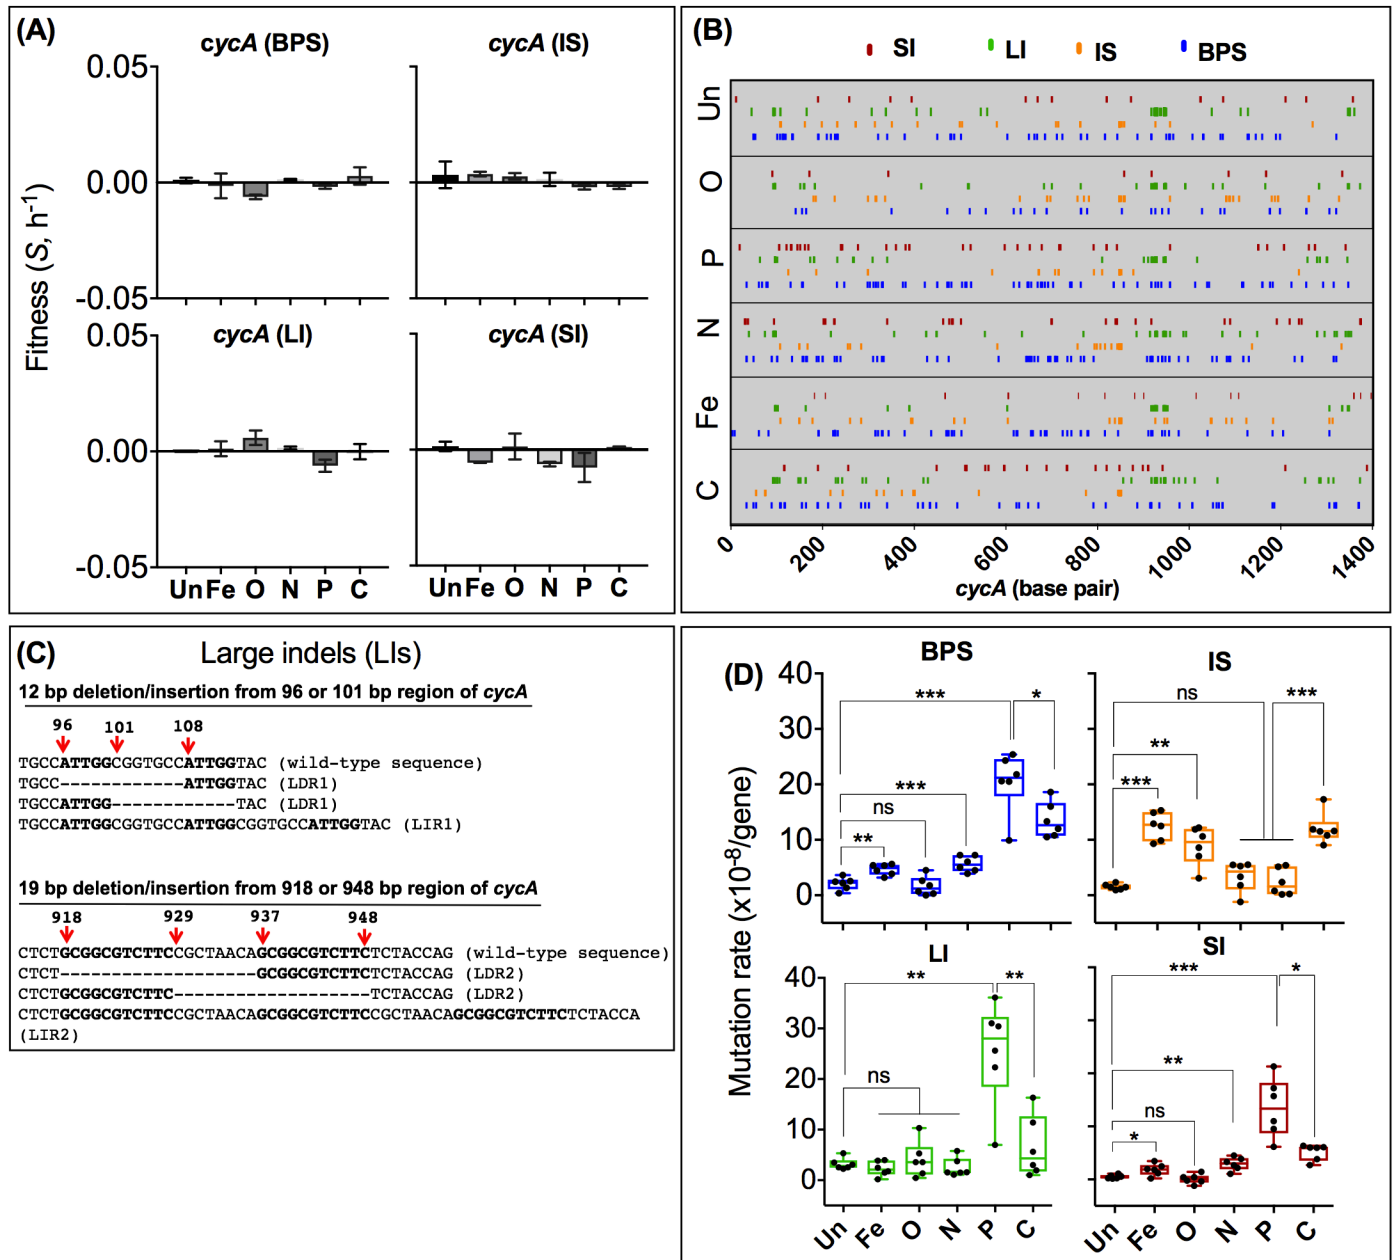 (A)
cycA (BPS)
cycA (IS)
0.05
0.00
-0.05
cycA (LI)
cycA (SI)
0.05
0.00
-0.05
Fitness (S, h-1)
Un Fe O N P C
Un Fe O N P C
(B)
SI LI IS BPS
Un
O
P
N
Fe
C
0 200 400 600 800 1000 1200 1400
cycA (base pair)
(C)
Large indels (LIs)
12 bp deletion/insertion from 96 or 101 bp region of cycA
96 101 108
TGCCATTGGCGGTGCCATTGGTAC (wild-type sequence)
TGCC------------ATTGGTAC (LDR1)
TGCCATTGG------------TAC (LDR1)
TGCCATTGGCGGTGCCATTGGCGGTGCCATTGGTAC (LIR1)
19 bp deletion/insertion from 918 or 948 bp region of cycA
918 929 937 948
CTCTGCGGCGTCTTCCGCTAACAGCGGCGTCTTCTCTACCAG (wild-type sequence)
CTCT-------------------GCGGCGTCTTCTCTACCAG (LDR2)
CTCTGCGGCGTCTTC-------------------TCTACCAG (LDR2)
CTCTGCGGCGTCTTCCGCTAACAGCGGCGTCTTCCGCTAACAGCGGCGTCTTCTCTACCA
(LIR2)
(D)
BPS
IS
40
30
20
10
0
***
*
***
ns
**
ns
***
**
***
LI
SI
40
30
20
10
0
**
**
ns
***
*
**
ns
*
Mutation rate (x10-8/gene)
Un Fe O N P C
Un Fe O N P C